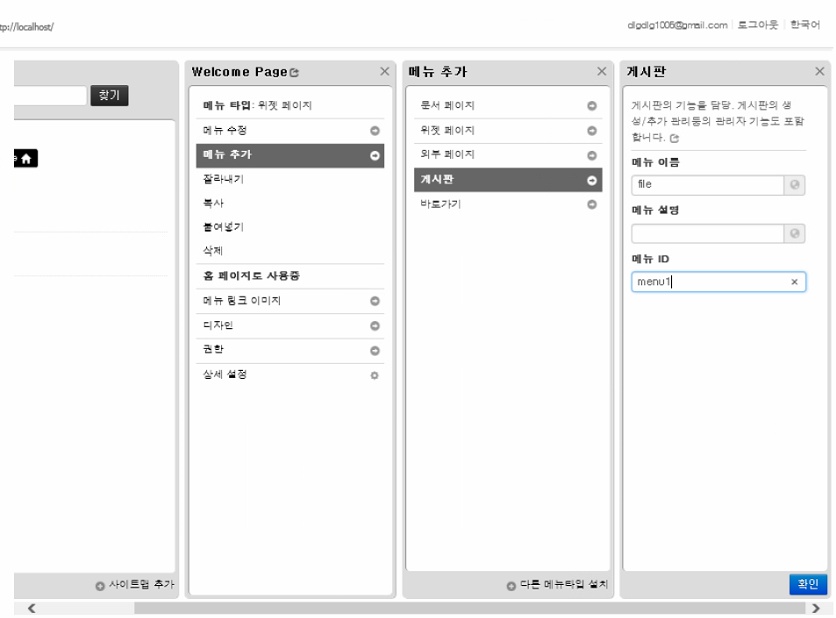 tp://localhost/
dlgdlg1006@gmail.com 로그아웃 한국어
찾기
사이트맵 추가
Welcome Page
메뉴 타입: 위젯 페이지
메뉴 수정
메뉴 추가
잘라내기
복사
붙여넣기
삭제
홈 페이지로 사용중
메뉴 링크 이미지
디자인
권한
상세 설정
메뉴 추가
문서 페이지
위젯 페이지
외부 페이지
게시판
바로가기
다른 메뉴타입 설치
게시판
게시판의 기능을 담당. 게시판의 생
성/추가 관리등의 관리자 기능도 포함
합니다.
메뉴 이름
file
메뉴 설명
메뉴 ID
menu1
확인